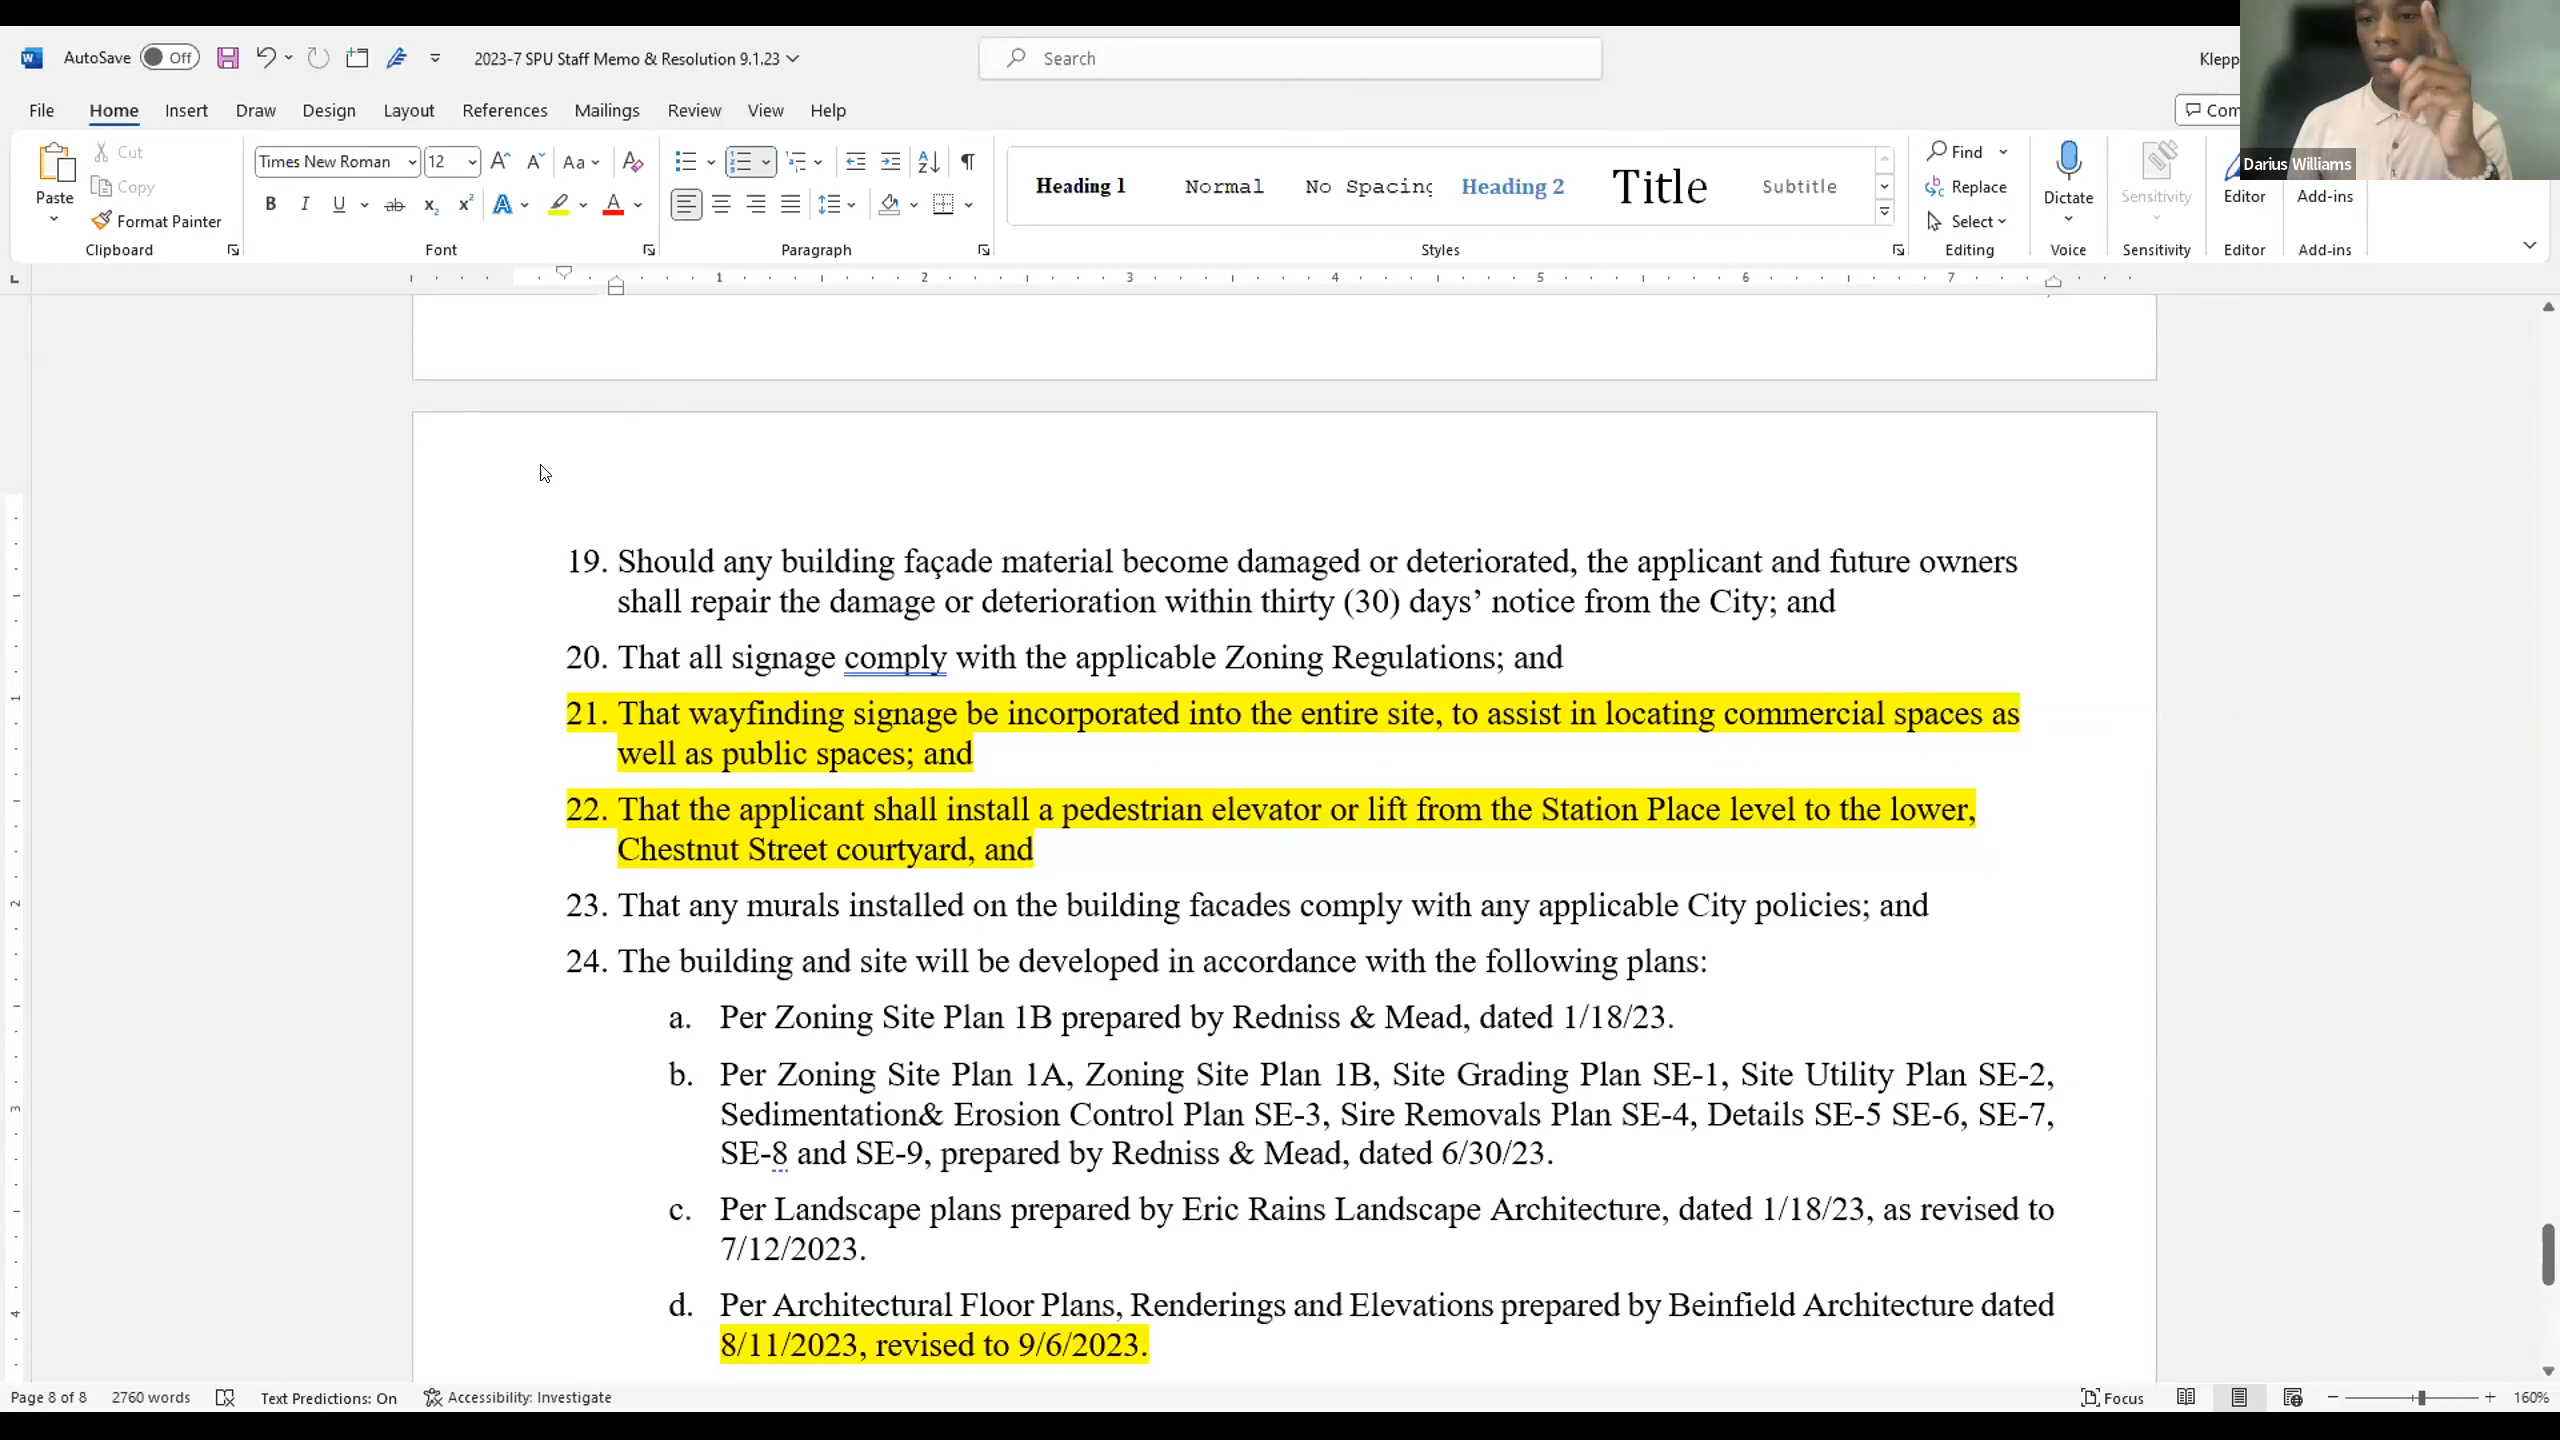 AutoSave Off 2023-7 SPU Staff Memo & Resolution 9.1.23 Search Klepp
File Home Insert Draw Design Layout References Mailings Review View Help Com
Darius Williams
Paste Cut Copy Format Painter
Clipboard
Times New Roman 12
Font
Paragraph
Heading 1 Normal No Spacing Heading 2 Title Subtitle
Styles
Find Replace Select
Editing
Dictate
Voice
Sensitivity
Sensitivity
Editor
Editor
Add-ins
Add-ins
1 2 3 4 5 6 7
19. Should any building façade material become damaged or deteriorated, the applicant and future owners
shall repair the damage or deterioration within thirty (30) days’ notice from the City; and
20. That all signage comply with the applicable Zoning Regulations; and
21. That wayfinding signage be incorporated into the entire site, to assist in locating commercial spaces as
well as public spaces; and
22. That the applicant shall install a pedestrian elevator or lift from the Station Place level to the lower,
Chestnut Street courtyard, and
23. That any murals installed on the building facades comply with any applicable City policies; and
24. The building and site will be developed in accordance with the following plans:
a. Per Zoning Site Plan 1B prepared by Redniss & Mead, dated 1/18/23.
b. Per Zoning Site Plan 1A, Zoning Site Plan 1B, Site Grading Plan SE-1, Site Utility Plan SE-2,
Sedimentation& Erosion Control Plan SE-3, Sire Removals Plan SE-4, Details SE-5 SE-6, SE-7,
SE-8 and SE-9, prepared by Redniss & Mead, dated 6/30/23.
c. Per Landscape plans prepared by Eric Rains Landscape Architecture, dated 1/18/23, as revised to
7/12/2023.
d. Per Architectural Floor Plans, Renderings and Elevations prepared by Beinfield Architecture dated
8/11/2023, revised to 9/6/2023.
Page 8 of 8 2760 words Text Predictions: On Accessibility: Investigate Focus 160%